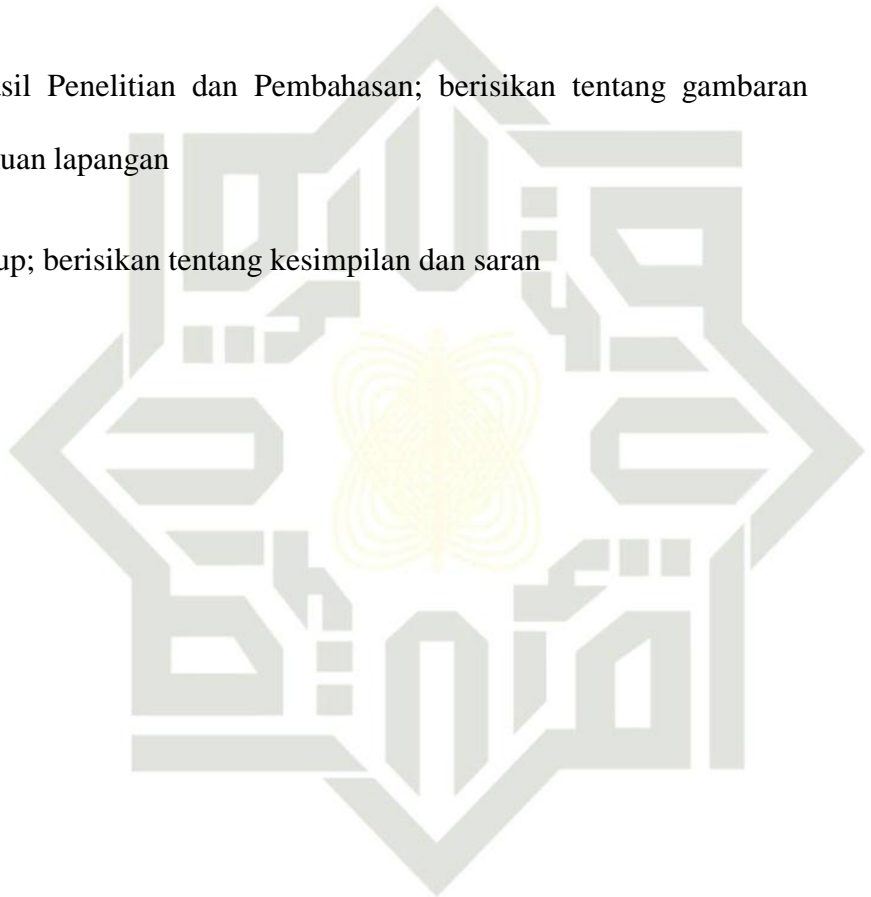 sil Penelitian dan Pembahasan; berisikan tentang gambaran
uan lapangan
up; berisikan tentang kesimpilan dan saran